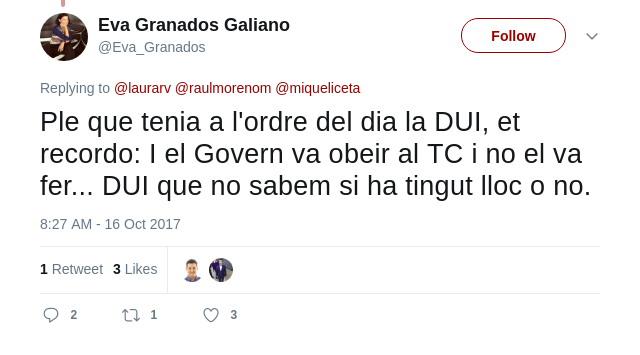 Eva Granados Galiano
@Eva_Granados
Follow
Replying to @laurarv @raulmorenom @miqueliceta
Ple que tenia a l'ordre del dia la DUI, et
recordo: I el Govern va obeir al TC i no el va
fer... DUI que no sabem si ha tingut lloc o no.
8:27 AM - 16 Oct 2017
1 Retweet 3 Likes
2 1 3